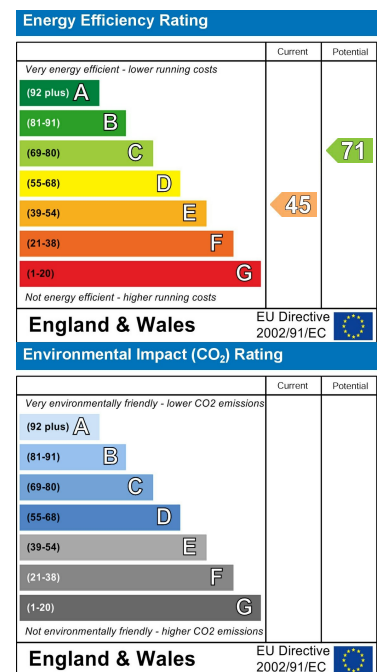 Energy Efficiency Rating
Current Potential
Very energy efficient - lower running costs
(92 plus) A
(81-91) B
(69-80) C
71
(55-68) D
(39-54) E
45
(21-38) F
(1-20) G
Not energy efficient - higher running costs
England & Wales
EU Directive
2002/91/EC
Environmental Impact (CO₂) Rating
Current Potential
Very environmentally friendly - lower CO2 emissions
(92 plus) A
(81-91) B
(69-80) C
(55-68) D
(39-54) E
(21-38) F
(1-20) G
Not environmentally friendly - higher CO2 emissions
England & Wales
EU Directive
2002/91/EC